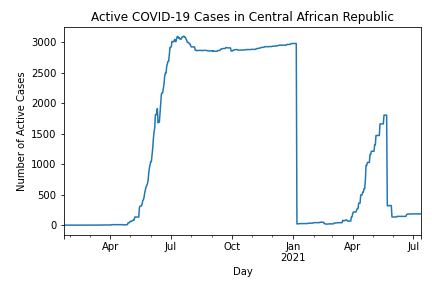 Active COVID-19 Cases in Central African Republic
Number of Active Cases
3000
2500
2000
1500
1000
500
0
Apr Jul Oct Jan Apr Jul
2021
Day